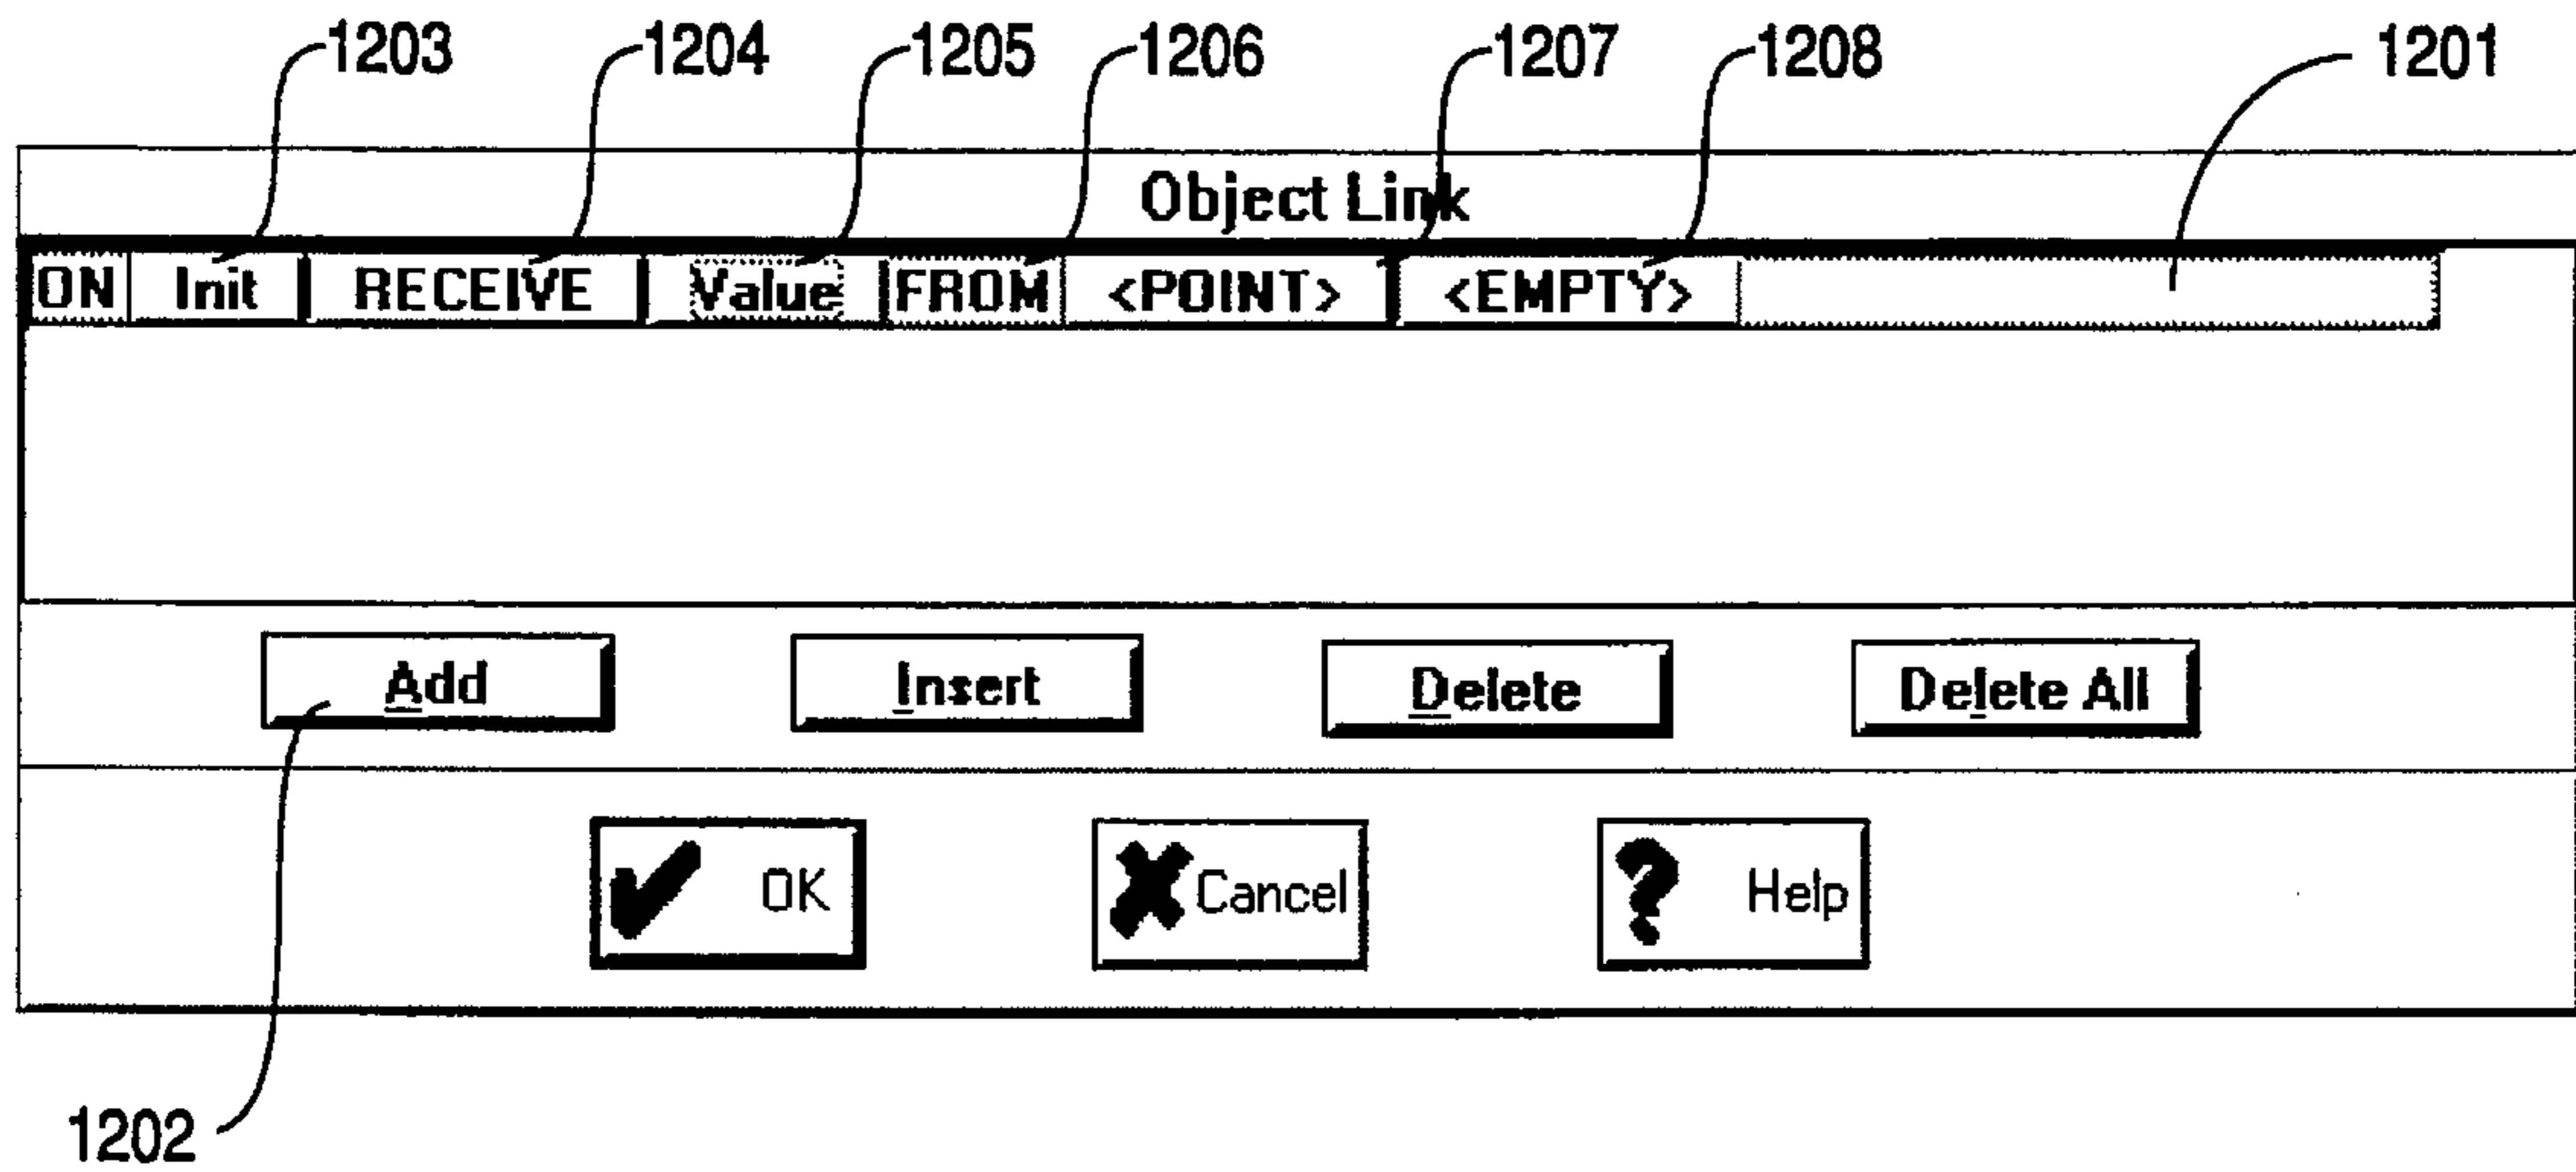 1203 1204 1205 1206 1207 1208 1201
Object Link
ON Init RECEIVE Value FROM <POINT> <EMPTY>
Add Insert Delete Delete All
OK Cancel Help
1202